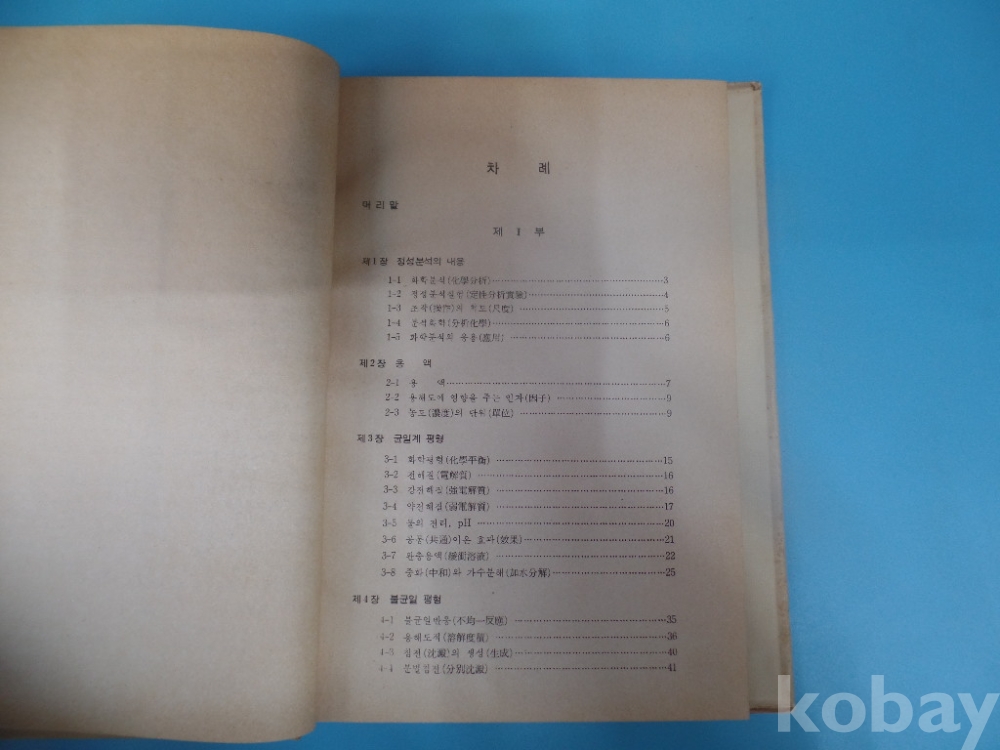 차 례
머 리 말
제 1 부
제1장 정성분석의 내용
1-1 화학분석(化學分析)⋯⋯3
1-2 정성분석실험(定性分析實驗)⋯⋯4
1-3 조작(操作)의 척도(尺度)⋯⋯5
1-4 분석화학(分析化學)⋯⋯6
1-5 화학분석의 응용(應用)⋯⋯6
제2장 용 액
2-1 용 액⋯⋯7
2-2 용해도에 영향을 주는 인자(因子)⋯⋯9
2-3 농도(濃度)의 단위(單位)⋯⋯9
제3장 균일계 평형
3-1 화학평형(化學平衡)⋯⋯15
3-2 전해질(電解質)⋯⋯16
3-3 강전해질(強電解質)⋯⋯16
3-4 약전해질(弱電解質)⋯⋯17
3-5 물의 전리, pH⋯⋯20
3-6 공통(共通)이온 효과(效果)⋯⋯21
3-7 완충용액(緩衝溶液)⋯⋯22
3-8 중화(中和)와 가수분해(加水分解)⋯⋯25
제4장 불균일 평형
4-1 불균일반응(不均一反應)⋯⋯35
4-2 용해도적(溶解度積)⋯⋯36
4-3 침전(沈澱)의 생성(生成)⋯⋯40
4-4 분별침전(分別沈澱)⋯⋯41
kobay